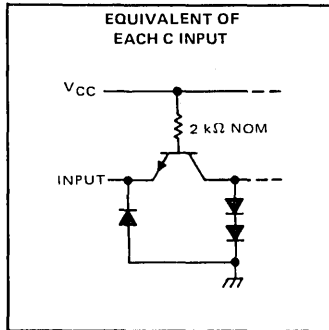 EQUIVALENT OF
EACH C INPUT
VCC
2 kΩ NOM
INPUT